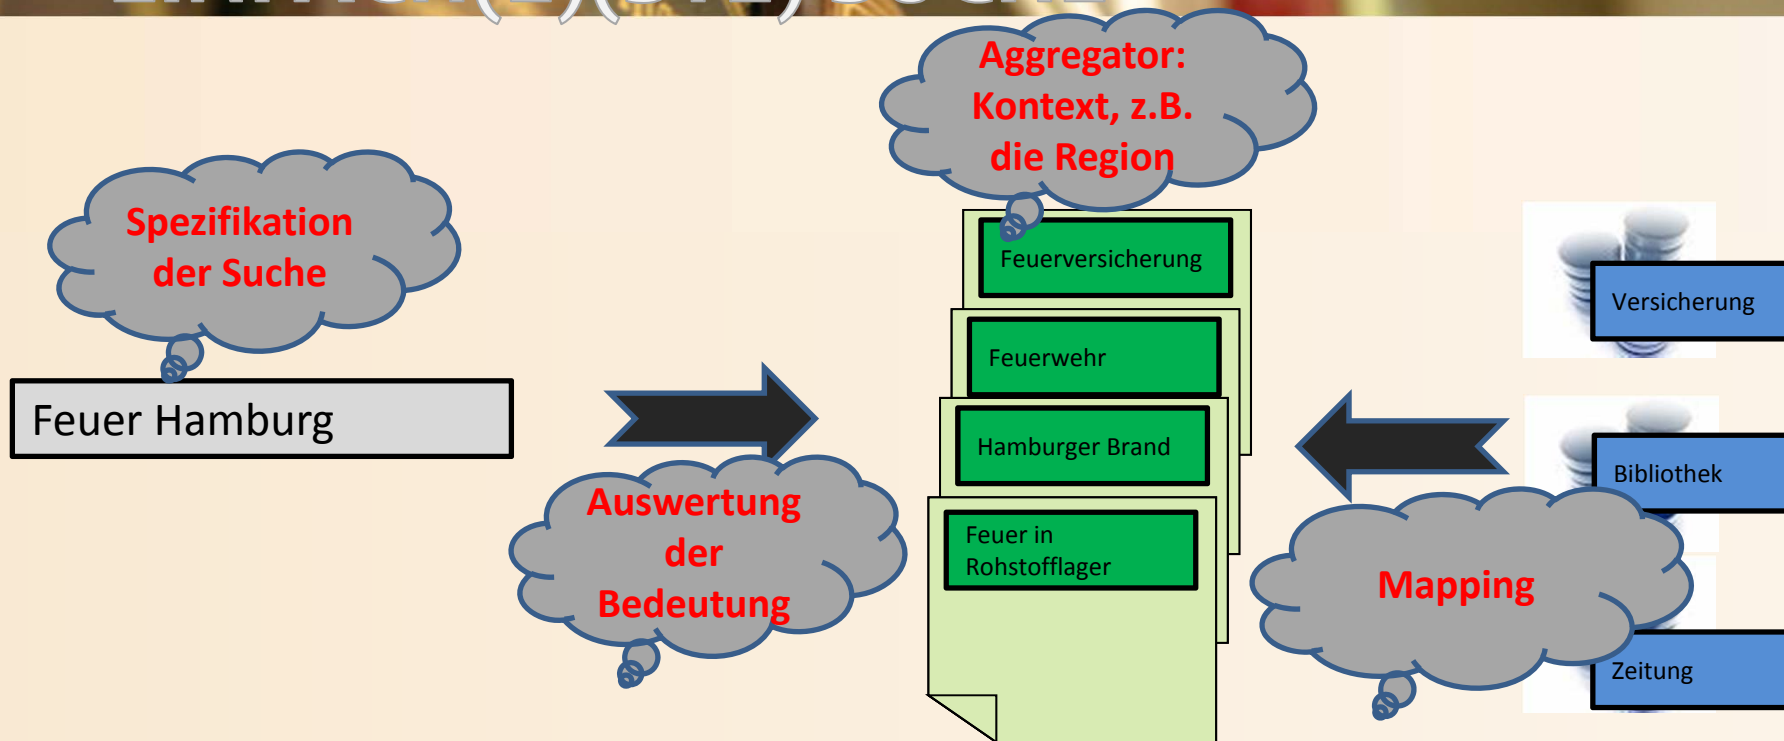 Aggregator:
Kontext, z.B.
die Region
Spezifikation
der Suche
Feuer Hamburg
Auswertung
der
Bedeutung
Feuerversicherung
Feuerwehr
Hamburger Brand
Feuer in
Rohstofflager
Mapping
Versicherung
Bibliothek
Zeitung